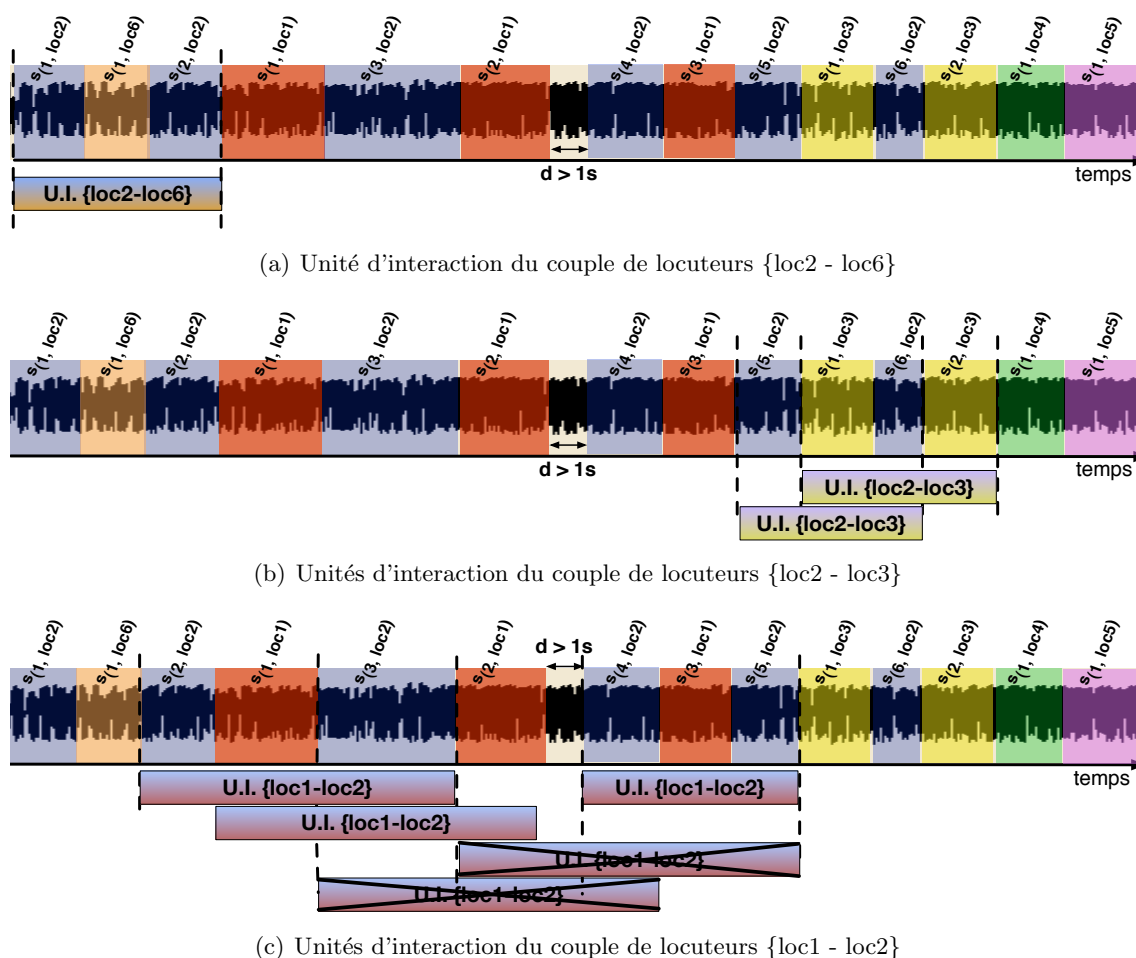 s(1, loc2) s(1, loc6) s(2, loc2) s(1, loc1) s(3, loc2) s(2, loc1) s(4, loc2) s(3, loc1) s(5, loc2) s(1, loc3) s(6, loc2) s(2, loc3) s(1, loc4) s(1, loc5)
d > 1s temps
U.I. {loc2-loc6}
(a) Unité d'interaction du couple de locuteurs {loc2 - loc6}
s(1, loc2) s(1, loc6) s(2, loc2) s(1, loc1) s(3, loc2) s(2, loc1) s(4, loc2) s(3, loc1) s(5, loc2) s(1, loc3) s(6, loc2) s(2, loc3) s(1, loc4) s(1, loc5)
d > 1s temps
U.I. {loc2-loc3}
U.I. {loc2-loc3}
(b) Unités d'interaction du couple de locuteurs {loc2 - loc3}
s(1, loc2) s(1, loc6) s(2, loc2) s(1, loc1) s(3, loc2) s(2, loc1) d > 1s s(4, loc2) s(3, loc1) s(5, loc2) s(1, loc3) s(6, loc2) s(2, loc3) s(1, loc4) s(1, loc5)
temps
U.I. {loc1-loc2} U.I. {loc1-loc2}
U.I. {loc1-loc2}
U.I. {loc1-loc2}
U.I. {loc1-loc2}
(c) Unités d'interaction du couple de locuteurs {loc1 - loc2}